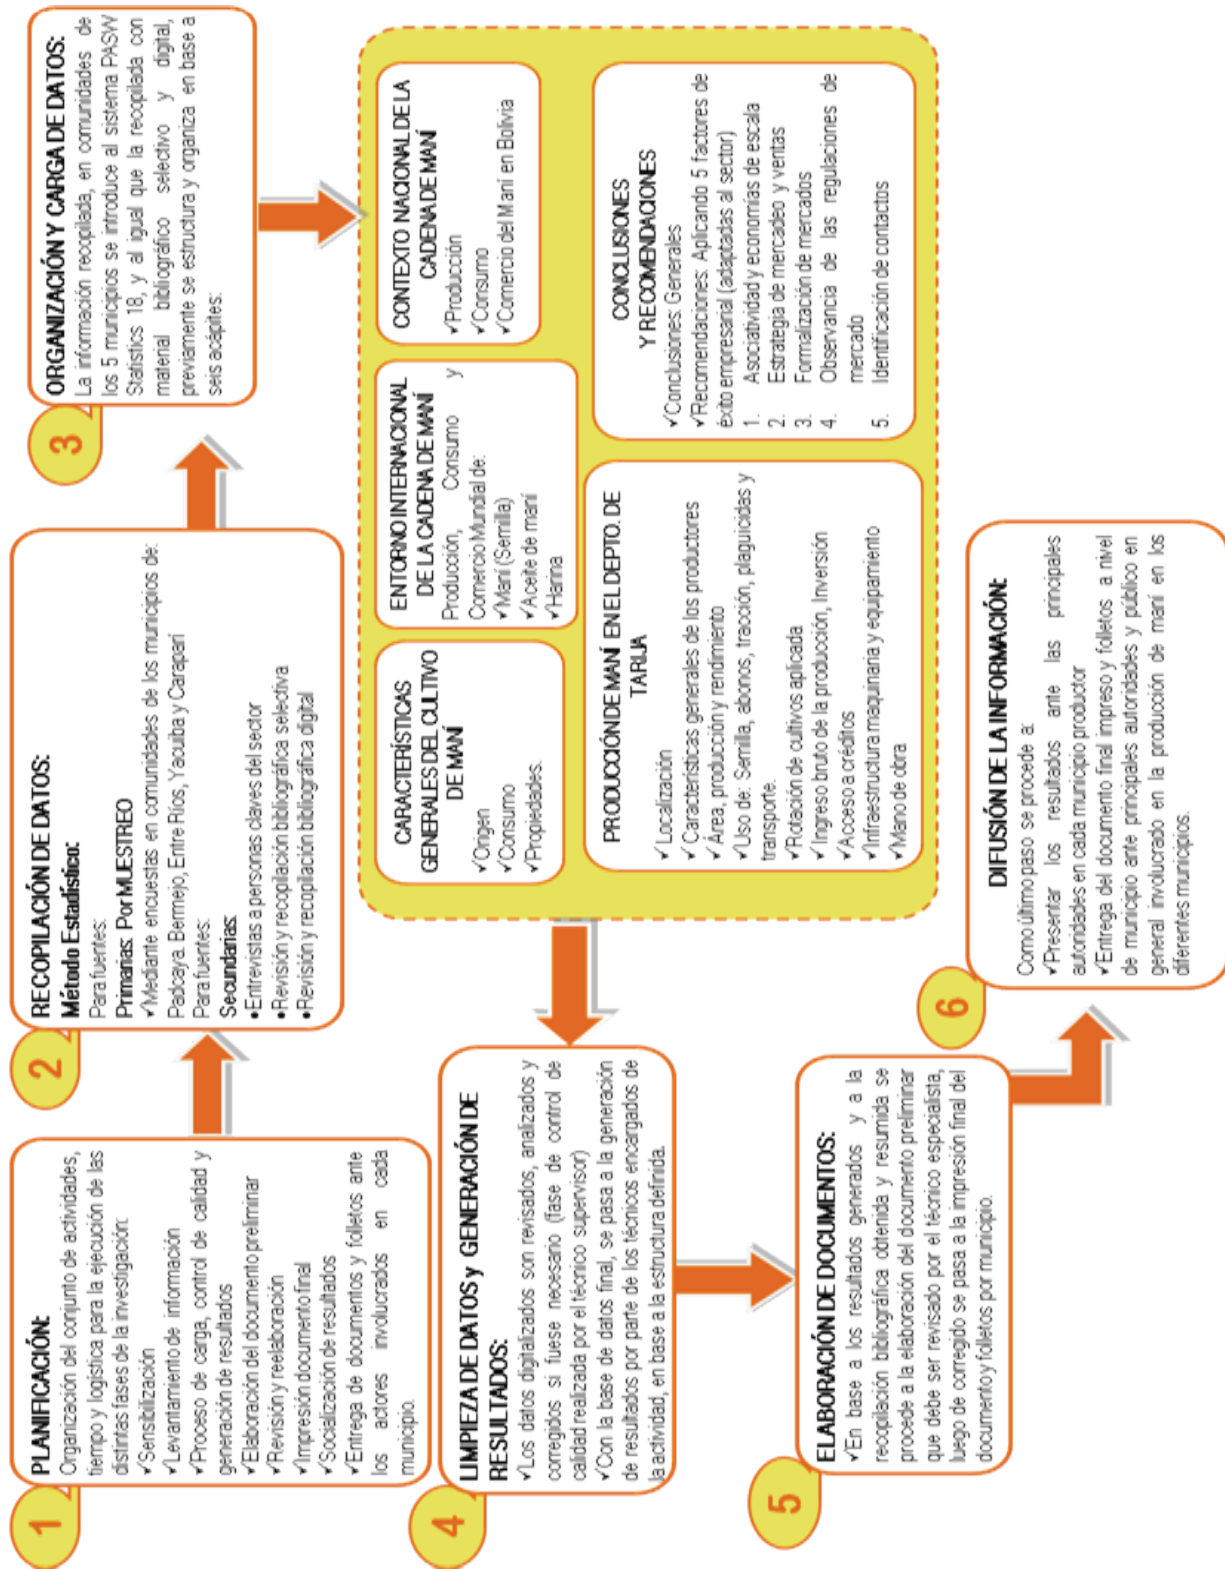 1
PLANIFICACIÓN:
Organización del conjunto de actividades,
tiempo y logística para la ejecución de las
distintas fases de la investigación:
✓Sensibilización
✓Levantamiento de información
✓Proceso de carga, control de calidad y
generación de resultados
✓Elaboración del documento preliminar
✓Revisión y reelaboración
✓Impresión documento final
✓Socialización de resultados
✓Entrega de documentos y folletos ante
los actores involucrados en cada
municipio.
2
RECOPILACIÓN DE DATOS:
Método Estadístico:
Para fuentes:
Primarias: Por MUESTREO
✓Mediante encuestas en comunidades de los municipios de:
Padcaya. Bermejo, Entre Ríos, Yacuiba y Caraparí
Para fuentes:
Secundarias:
•Entrevistas a personas claves del sector
•Revisión y recopilación bibliográfica selectiva
•Revisión y recopilación bibliográfica digital
3
ORGANIZACIÓN Y CARGA DE DATOS:
La información recopilada, en comunidades de
los 5 municipios se introduce al sistema PASW
Statistics 18, y al igual que la recopilada con
material bibliográfico selectivo y digital,
previamente se estructura y organiza en base a
seis acápites:
CARACTERÍSTICAS
GENERALES DEL CULTIVO
DE MANÍ
✓Origen
✓Consumo
✓Propiedades.
ENTORNO INTERNACIONAL
DE LA CADENA DE MANÍ
Producción, Consumo y
Comercio Mundial de:
✓Maní (Semilla)
✓Aceite de maní
✓Harina
CONTEXTO NACIONAL DE LA
CADENA DE MANÍ
✓Producción
✓Consumo
✓Comercio del Maní en Bolivia
PRODUCCIÓN DE MANÍ EN EL DEPTO. DE
TARIJA
✓Localización
✓Características generales de los productores
✓Área, producción y rendimiento
✓Uso de: Semilla, abonos, tracción, plaguicidas y
transporte.
✓Rotación de cultivos aplicada
✓Ingreso bruto de la producción, Inversión
✓Acceso a créditos
✓Infraestructura maquinaria y equipamiento
✓Mano de obra
CONCLUSIONES
Y RECOMENDACIONES
✓Conclusiones: Generales
✓Recomendaciones: Aplicando 5 factores de
éxito empresarial (adaptadas al sector)
1. Asociatividad y economías de escala
2. Estrategia de mercadeo y ventas
3. Formalización de mercados
4. Observancia de las regulaciones de
mercado
5. Identificación de contactos
4
LIMPIEZA DE DATOS y GENERACIÓN DE
RESULTADOS:
✓Los datos digitalizados son revisados, analizados y
corregidos si fuese necesario (fase de control de
calidad realizada por el técnico supervisor)
✓Con la base de datos final, se pasa a la generación
de resultados por parte de los técnicos encargados de
la actividad, en base a la estructura definida.
5
ELABORACIÓN DE DOCUMENTOS:
✓En base a los resultados generados y a la
recopilación bibliográfica obtenida y resumida se
procede a la elaboración del documento preliminar
que debe ser revisado por el técnico especialista,
luego de corregido se pasa a la impresión final del
documento y folletos por municipio.
6
DIFUSIÓN DE LA INFORMACIÓN:
Como último paso se procede a:
✓Presentar los resultados ante las principales
autoridades en cada municipio productor
✓Entrega del documento final impreso y folletos a nivel
de municipio ante principales autoridades y público en
general involucrado en la producción de maní en los
diferentes municipios.